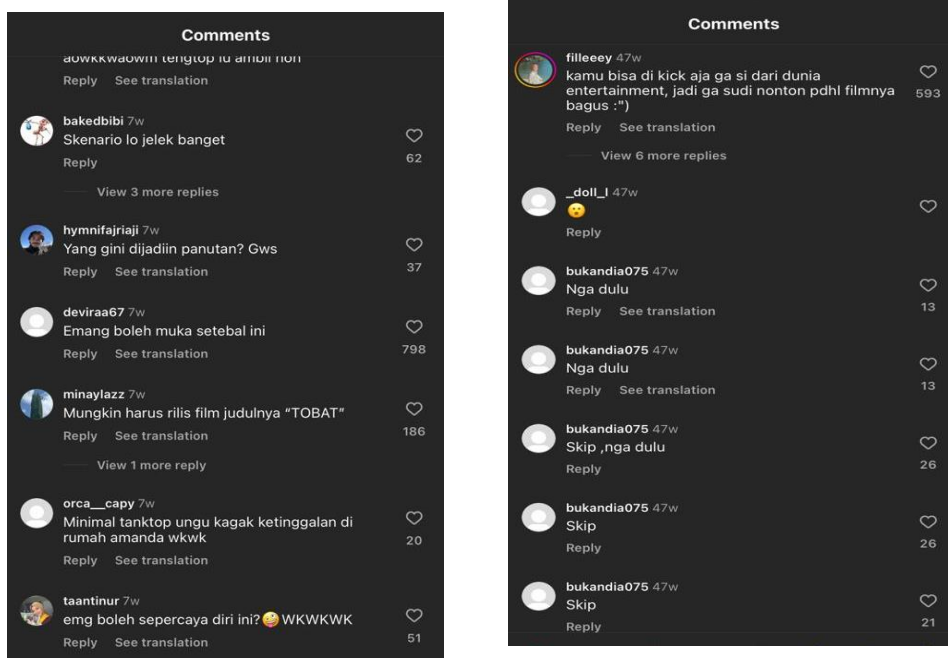 Comments
tengtop lu ambil
Reply See translation
bakedbibi 7w
Skenario lo jelek banget
Reply
62
View 3 more replies
hymnifajriaji 7w
Yang gini dijadiin panutan? Gws
Reply See translation
37
deviraa67 7w
Emang boleh muka setebal ini
Reply See translation
798
minaylazz 7w
Mungkin harus rilis film judulnya “TOBAT”
Reply See translation
186
View 1 more reply
orca__capy 7w
Minimal tanktop ungu kagak ketinggalan di
rumah amanda wkwk
Reply See translation
20
taantinur 7w
emg boleh sepercaya diri ini?🤪WKWKWK
Reply See translation
51
Comments
filleeey 47w
kamu bisa di kick aja ga si dari dunia
entertainment, jadi ga sudi nonton pdhl filmnya
bagus :")
593
Reply See translation
View 6 more replies
_doll_l 47w
😮
Reply
bukandia075 47w
Nga dulu
Reply See translation
13
bukandia075 47w
Nga dulu
Reply See translation
13
bukandia075 47w
Skip ,nga dulu
Reply
26
bukandia075 47w
Skip
Reply
26
bukandia075 47w
Skip
Reply
21